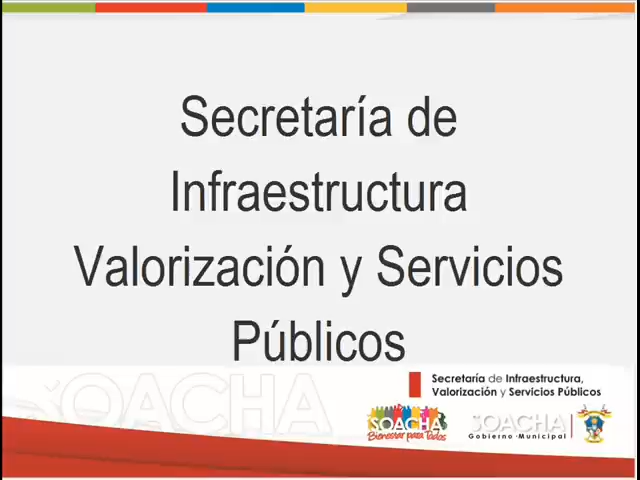 Secretaría de
Infraestructura
Valorización y Servicios
Públicos
SOACHA
Secretaría de Infraestructura,
Valorización y Servicios Públicos
SOACHA
Bienestar para Todos
SOACHA
Gobierno Municipal